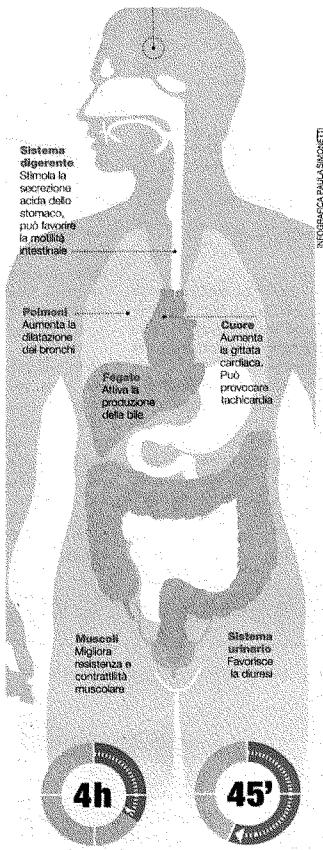 Sistema
digerente
Stimola la
secrezione
acida dello
stomaco,
può favorire
la motilità
intestinale
Polmoni
Aumenta la
dilatazione
dei bronchi
Cuore
Aumenta
la gittata
cardiaca.
Può
provocare
tachicardia
Fegato
Attiva la
produzione
della bile
Muscoli
Migliora
resistenza e
contrattilità
muscolare
Sistema
urinario
Favorisce
la diuresi
4h
45’
INFOGRAFICA PAULA SIMONETTI